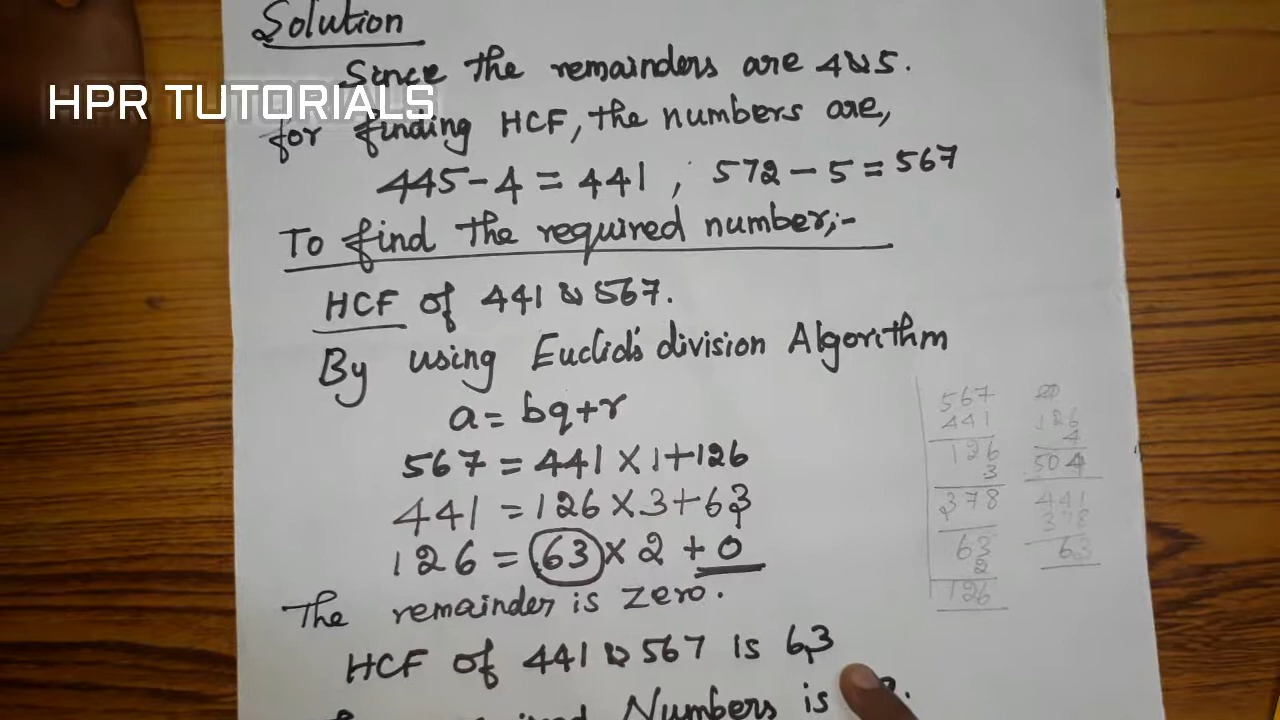 Solution
Since the remainders are 4 & 5.
HPR TUTORIALS
for finding HCF, the numbers are,
445 - 4 = 441 ; 572 - 5 = 567
To find the required number;-
HCF of 441 & 567.
By using Euclid's division Algorithm
a = bq + r
567 = 441 × 1 + 126
441 = 126 × 3 + 63
126 = 63 × 2 + 0
The remainder is zero.
HCF of 441 & 567 is 63
Numbers is
567
441
126
3
378
63
2
126
126
4
504
441
378
63